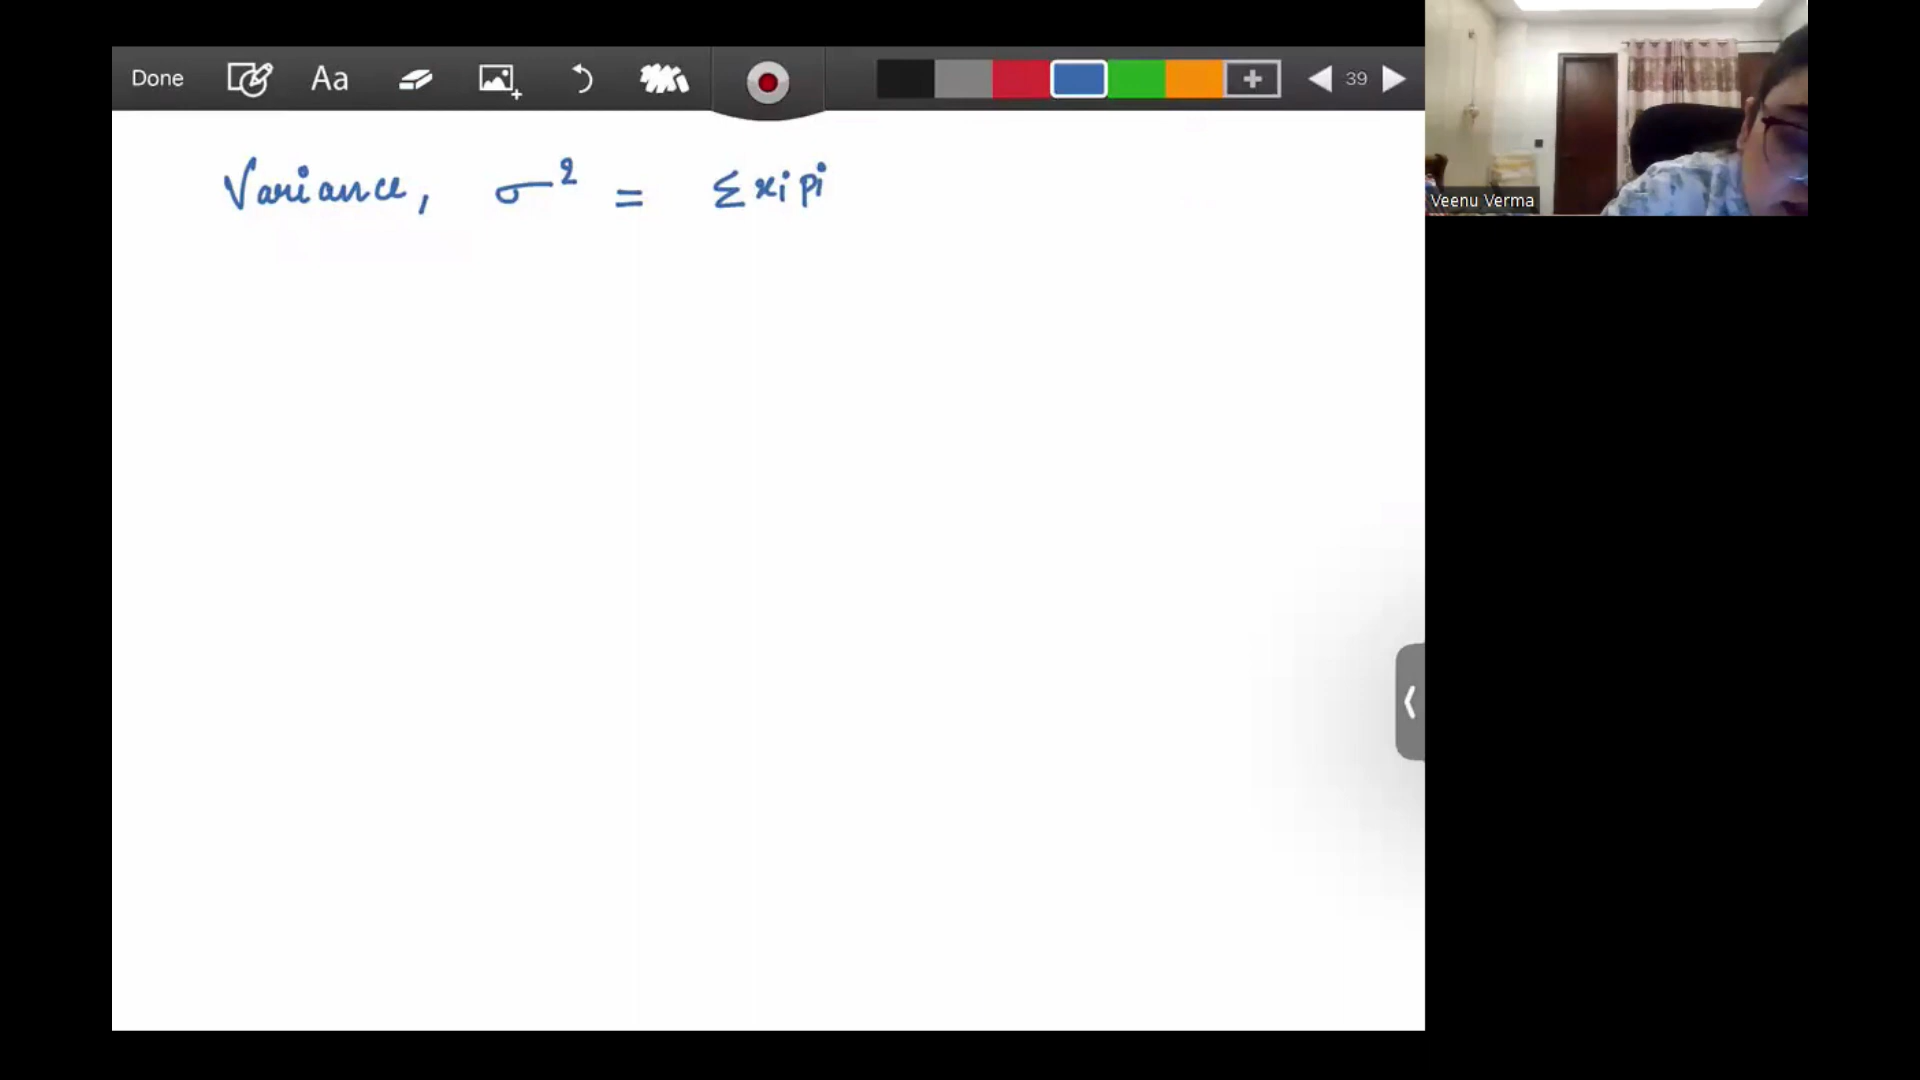 Done Aa 39
Variance, σ² = Σxipi
Veenu Verma